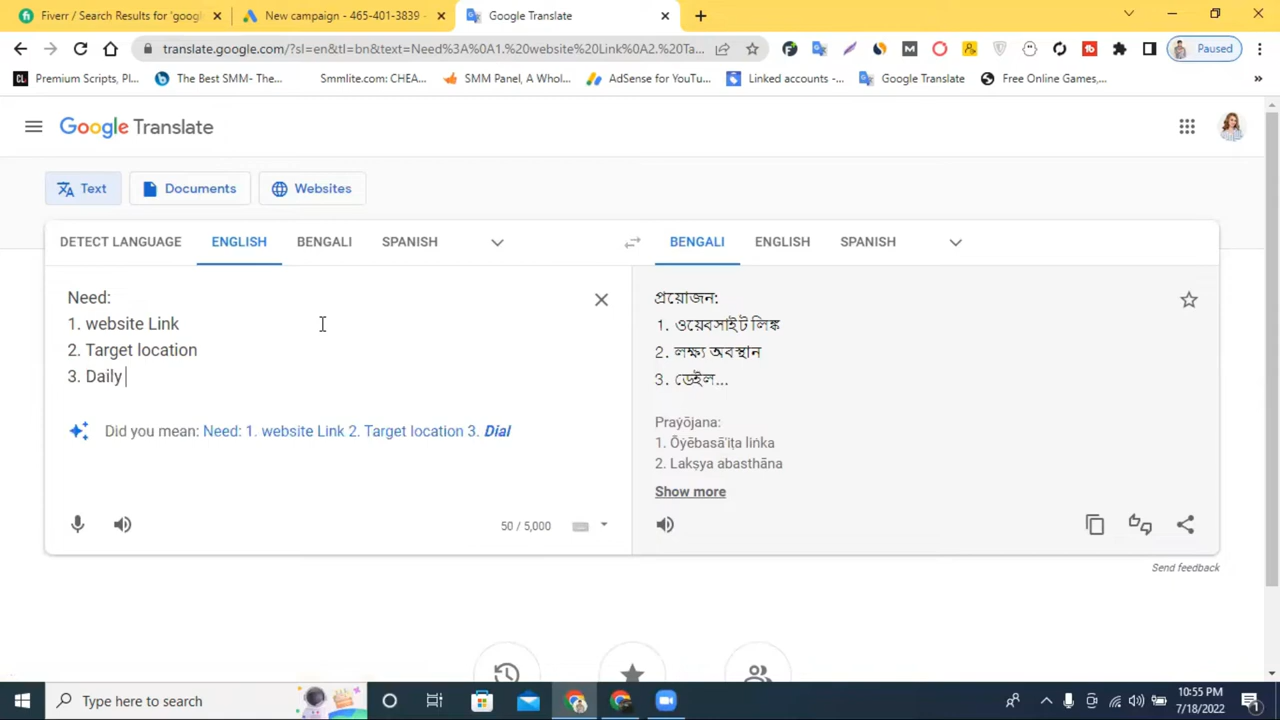 Fiverr / Search Results for 'goog
New campaign - 465-401-3839 -
Google Translate
translate.google.com/?sl=en&tl=bn&text=Need%3A%0A1.%20website%20Link%0A2.%20Ta...
Paused
CL Premium Scripts, Pl...
The Best SMM- The...
Smmlite.com: CHEA...
SMM Panel, A Whol...
AdSense for YouTu...
Linked accounts -...
Google Translate
Free Online Games,...
Google Translate
Text
Documents
Websites
DETECT LANGUAGE
ENGLISH
BENGALI
SPANISH
BENGALI
ENGLISH
SPANISH
Need:
1. website Link
2. Target location
3. Daily
Did you mean: Need: 1. website Link 2. Target location 3. Dial
50 / 5,000
প্রয়োজন:
1. ওয়েবসাইট লিঙ্ক
2. লক্ষ্য অবস্থান
3. ডেইল...
Praẏōjana:
1. Ōẏēbasā'iṭa liṅka
2. Lakṣya abasthāna
Show more
Send feedback
Type here to search
10:55 PM
7/18/2022
1